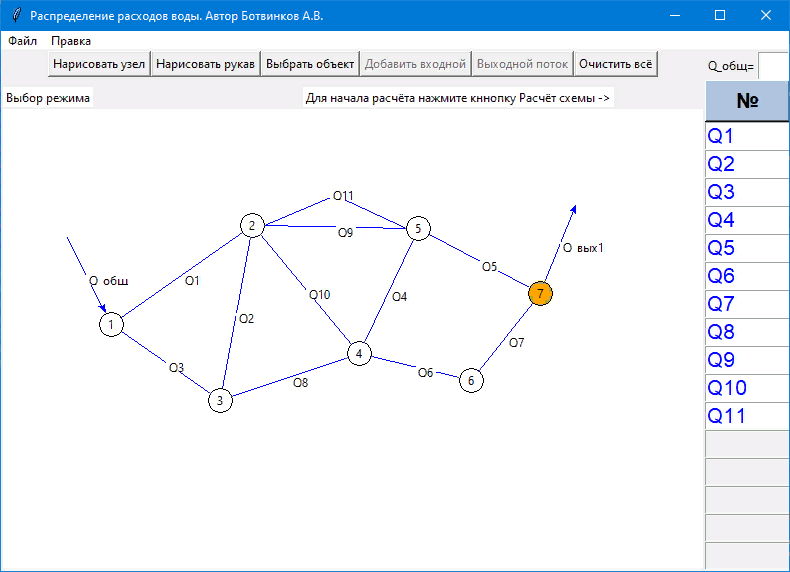 Распределение расходов воды. Автор Ботвинков А.В.
Файл Правка
Нарисовать узел Нарисовать рукав Выбрать объект Добавить входной Выходной поток Очистить всё
Q_общ=
Выбор режима
Для начала расчёта нажмите кннопку Расчёт схемы ->
№
Q1
Q2
Q3
Q4
Q5
Q6
Q7
Q8
Q9
Q10
Q11
Q11
2
5
Q9
Q вых1
Q5
Q общ
Q1
7
Q10
Q4
1
Q2
Q7
4
Q3
Q6
Q8
6
3